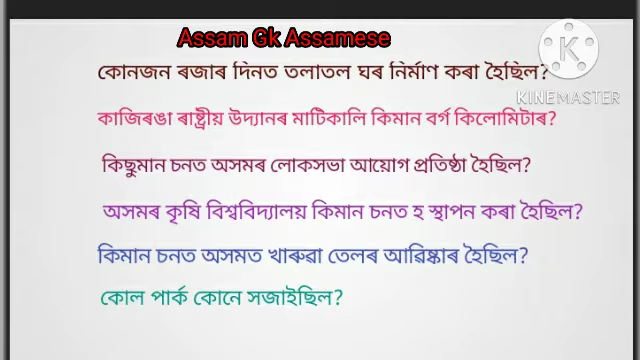 Assam Gk Assamese
K
KINEMASTER
কোনজন ৰজাৰ দিনত তলাতল ঘৰ নিৰ্মাণ কৰা হৈছিল?
কাজিৰঙা ৰাষ্ট্ৰীয় উদ্যানৰ মাটিকালি কিমান বৰ্গ কিলোমিটাৰ?
কিছুমান চনত অসমৰ লোকসভা আয়োগ প্ৰতিষ্ঠা হৈছিল?
অসমৰ কৃষি বিশ্ববিদ্যালয় কিমান চনত হ স্থাপন কৰা হৈছিল?
কিমান চনত অসমত খাৰুৱা তেলৰ আৱিষ্কাৰ হৈছিল?
কোল পাৰ্ক কোনে সজাইছিল?